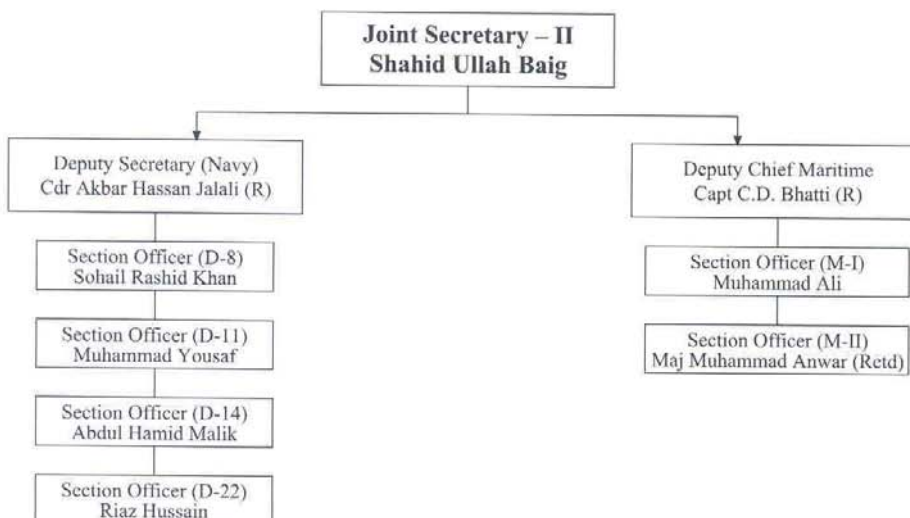 Joint Secretary – II
Shahid Ullah Baig
Deputy Secretary (Navy)
Cdr Akbar Hassan Jalali (R)
Section Officer (D-8)
Sohail Rashid Khan
Section Officer (D-11)
Muhammad Yousaf
Section Officer (D-14)
Abdul Hamid Malik
Section Officer (D-22)
Riaz Hussain
Deputy Chief Maritime
Capt C.D. Bhatti (R)
Section Officer (M-I)
Muhammad Ali
Section Officer (M-II)
Maj Muhammad Anwar (Retd)